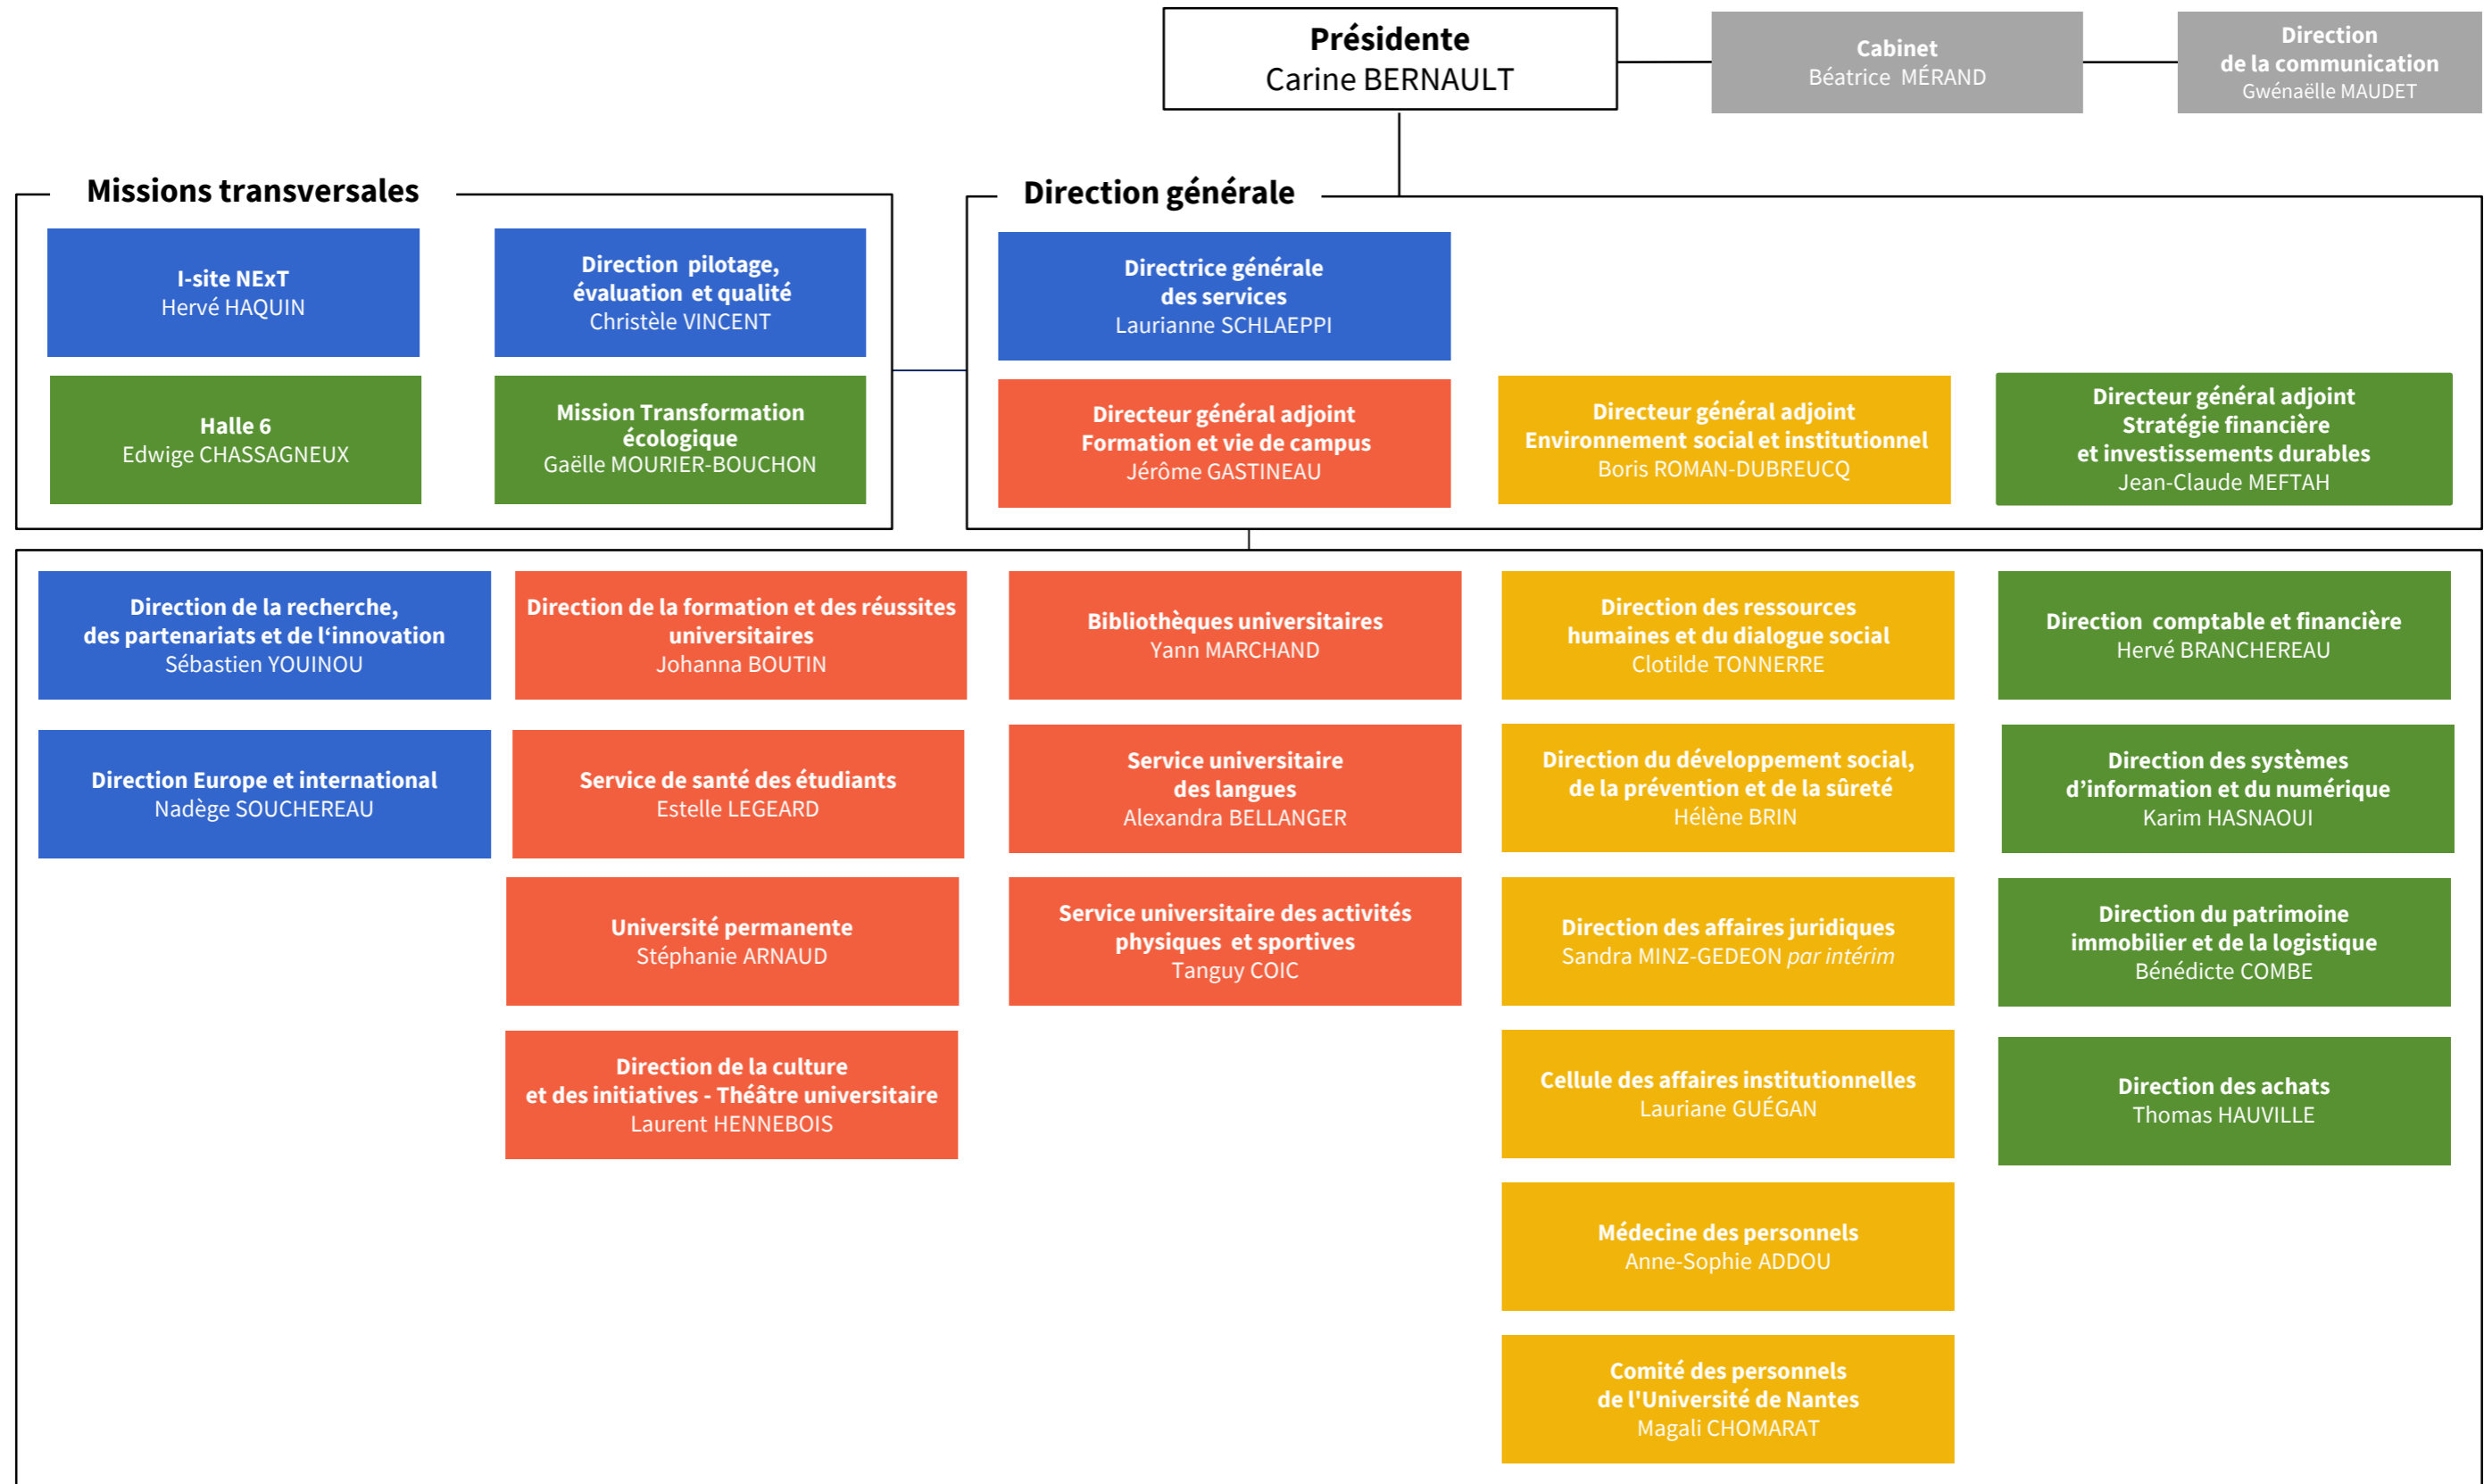 Présidente
Carine BERNAULT
Cabinet
Béatrice MÉRAND
Direction
de la communication
Gwénaëlle MAUDET
Missions transversales
I-site NExT
Hervé HAQUIN
Direction pilotage,
évaluation et qualité
Christèle VINCENT
Halle 6
Edwige CHASSAGNEUX
Mission Transformation
écologique
Gaëlle MOURIER-BOUCHON
Direction générale
Directrice générale
des services
Laurianne SCHLAEPPI
Directeur général adjoint
Formation et vie de campus
Jérôme GASTINEAU
Directeur général adjoint
Environnement social et institutionnel
Boris ROMAN-DUBREUCQ
Directeur général adjoint
Stratégie financière
et investissements durables
Jean-Claude MEFTAH
Direction de la recherche,
des partenariats et de l‘innovation
Sébastien YOUINOU
Direction Europe et international
Nadège SOUCHEREAU
Direction de la formation et des réussites
universitaires
Johanna BOUTIN
Service de santé des étudiants
Estelle LEGEARD
Université permanente
Stéphanie ARNAUD
Direction de la culture
et des initiatives - Théâtre universitaire
Laurent HENNEBOIS
Bibliothèques universitaires
Yann MARCHAND
Service universitaire
des langues
Alexandra BELLANGER
Service universitaire des activités
physiques et sportives
Tanguy COIC
Direction des ressources
humaines et du dialogue social
Clotilde TONNERRE
Direction du développement social,
de la prévention et de la sûreté
Hélène BRIN
Direction des affaires juridiques
Sandra MINZ-GEDEON par intérim
Cellule des affaires institutionnelles
Lauriane GUÉGAN
Médecine des personnels
Anne-Sophie ADDOU
Comité des personnels
de l'Université de Nantes
Magali CHOMARAT
Direction comptable et financière
Hervé BRANCHEREAU
Direction des systèmes
d’information et du numérique
Karim HASNAOUI
Direction du patrimoine
immobilier et de la logistique
Bénédicte COMBE
Direction des achats
Thomas HAUVILLE